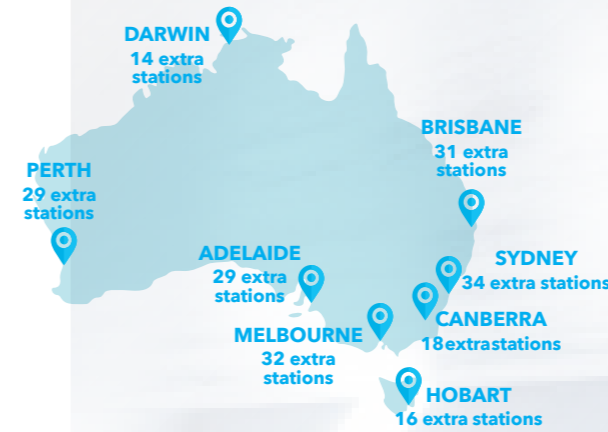 DARWIN
14 extra
stations
BRISBANE
31 extra
stations
PERTH
29 extra
stations
ADELAIDE
29 extra
stations
SYDNEY
34 extra stations
CANBERRA
18extrastations
MELBOURNE
32 extra
stations
HOBART
16 extra stations